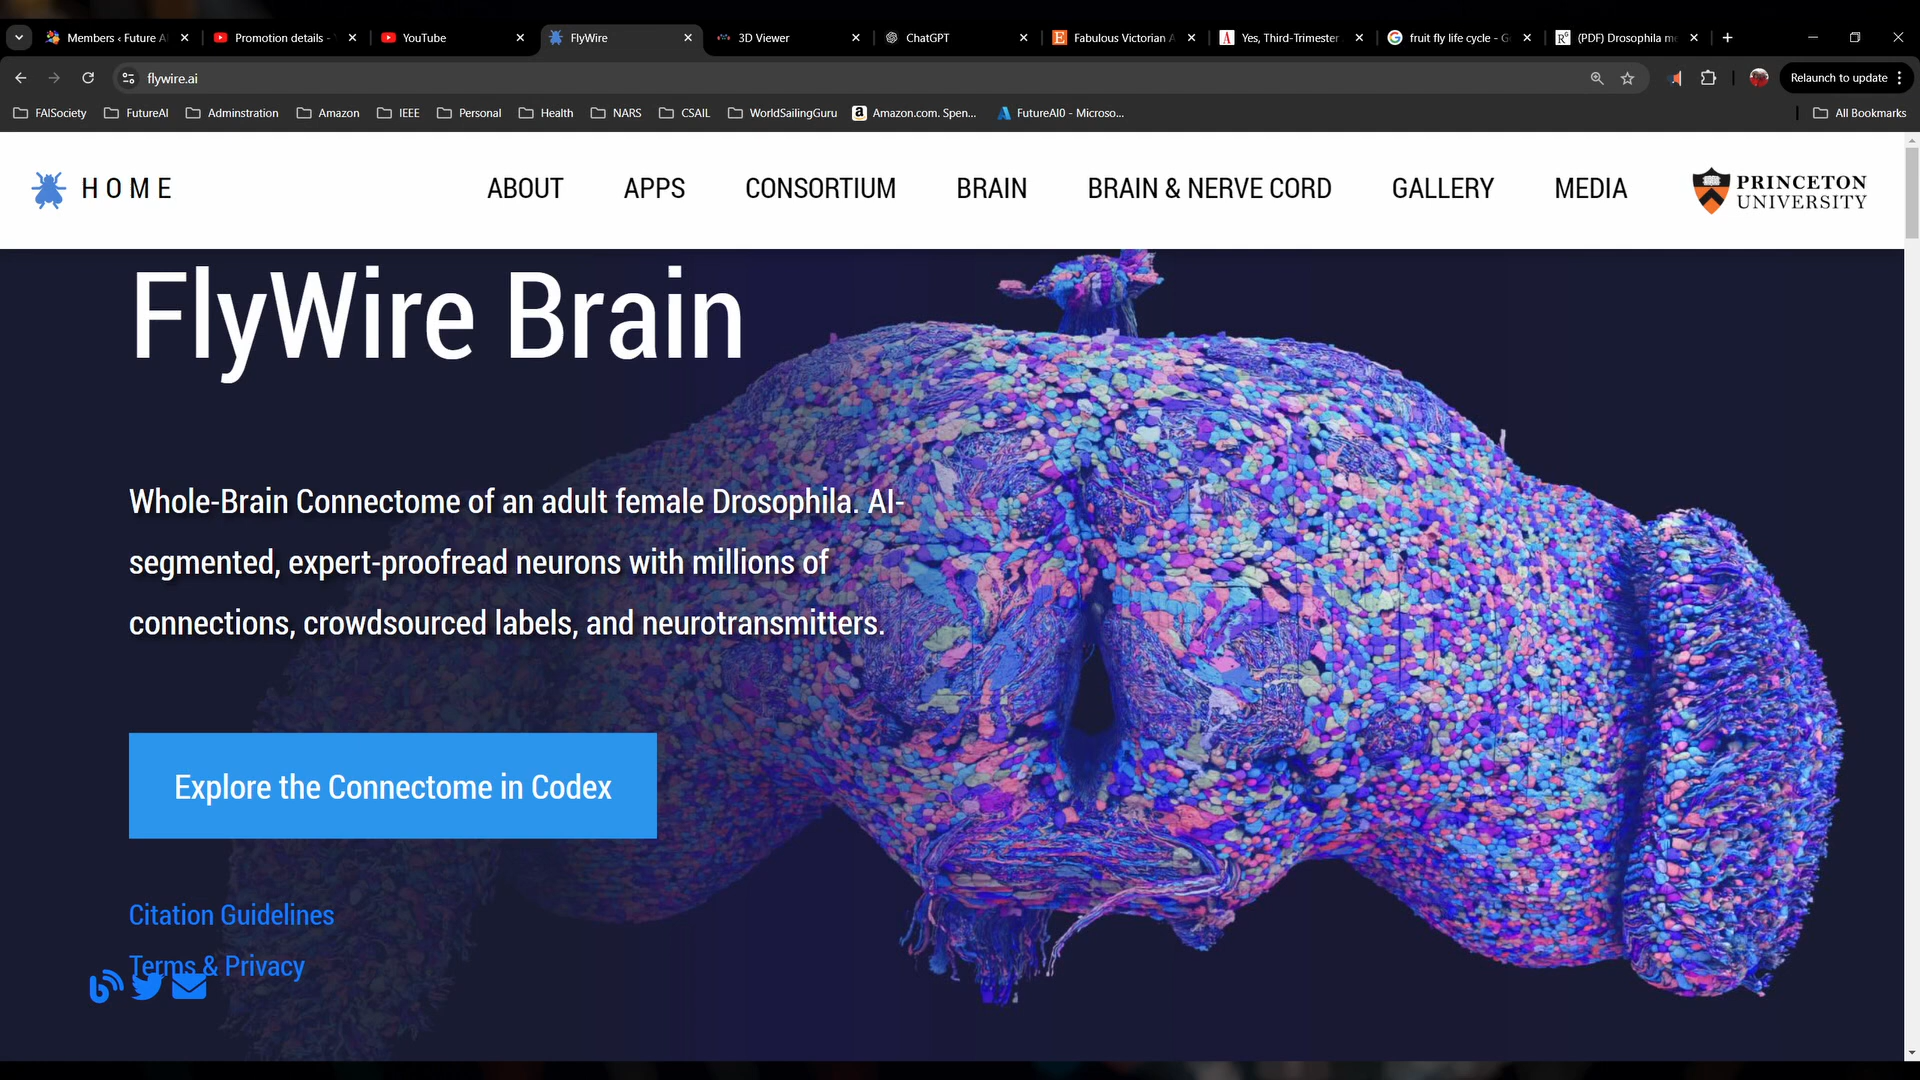 Members ‹ Future A
Promotion details -
YouTube
FlyWire
3D Viewer
ChatGPT
Fabulous Victorian A
Yes, Third-Trimester
fruit fly life cycle - G
(PDF) Drosophila m
flywire.ai
Relaunch to update
FAISociety
FutureAI
Adminstration
Amazon
IEEE
Personal
Health
NARS
CSAIL
WorldSailingGuru
Amazon.com. Spen...
FutureAI0 - Microso...
All Bookmarks
HOME
ABOUT
APPS
CONSORTIUM
BRAIN
BRAIN & NERVE CORD
GALLERY
MEDIA
PRINCETON
UNIVERSITY
FlyWire Brain
Whole-Brain Connectome of an adult female Drosophila. AI-
segmented, expert-proofread neurons with millions of
connections, crowdsourced labels, and neurotransmitters.
Explore the Connectome in Codex
Citation Guidelines
Terms & Privacy